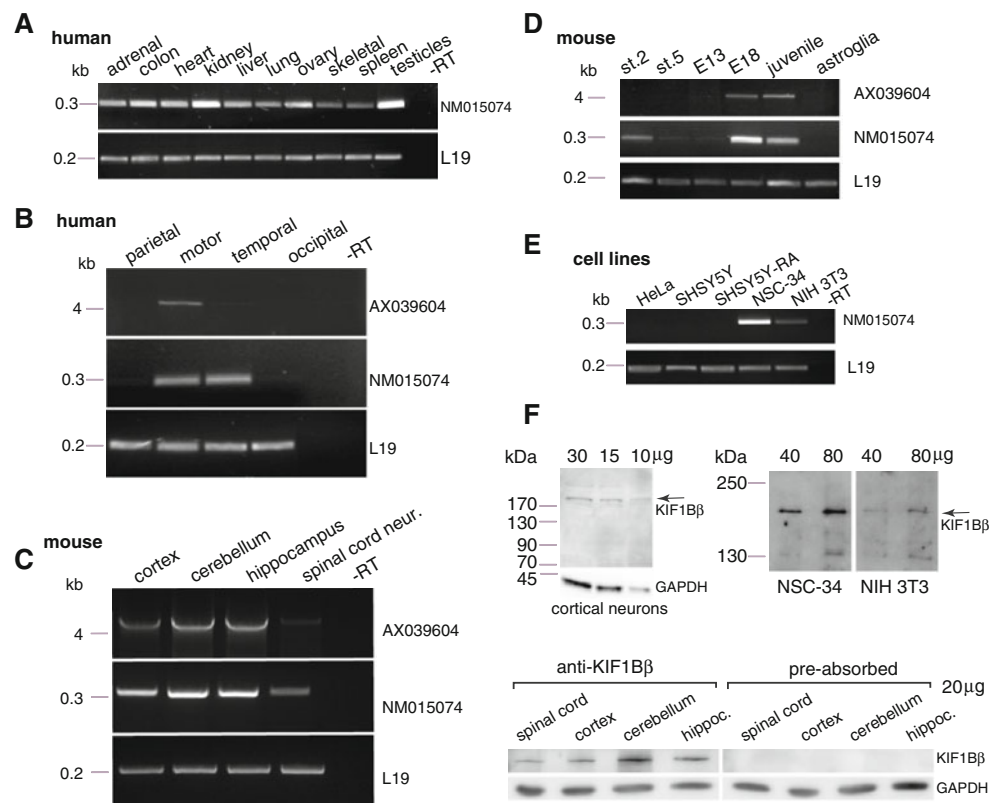 A
human
kb
adrenal
colon
heart
kidney
liver
lung
ovary
skeletal
spleen
testicles
-RT
0.3
NM015074
0.2
L19
B
human
kb
parietal
motor
temporal
occipital
-RT
4
AX039604
0.3
NM015074
0.2
L19
C
mouse
kb
cortex
cerebellum
hippocampus
spinal cord neur.
-RT
4
AX039604
0.3
NM015074
0.2
L19
D
mouse
kb
st.2
st.5
E13
E18
juvenile
astroglia
4
AX039604
0.3
NM015074
0.2
L19
E
cell lines
kb
HeLa
SHSY5Y
SHSY5Y-RA
NSC-34
NIH 3T3
-RT
0.3
NM015074
0.2
L19
F
kDa
30 15 10µg
170
130
90
70
45
KIF1Bβ
GAPDH
cortical neurons
kDa
40 80 40 80µg
250
130
KIF1Bβ
NSC-34 NIH 3T3
anti-KIF1Bβ pre-absorbed
20µg
spinal cord
cortex
cerebellum
hippoc.
spinal cord
cortex
cerebellum
hippoc.
KIF1Bβ
GAPDH